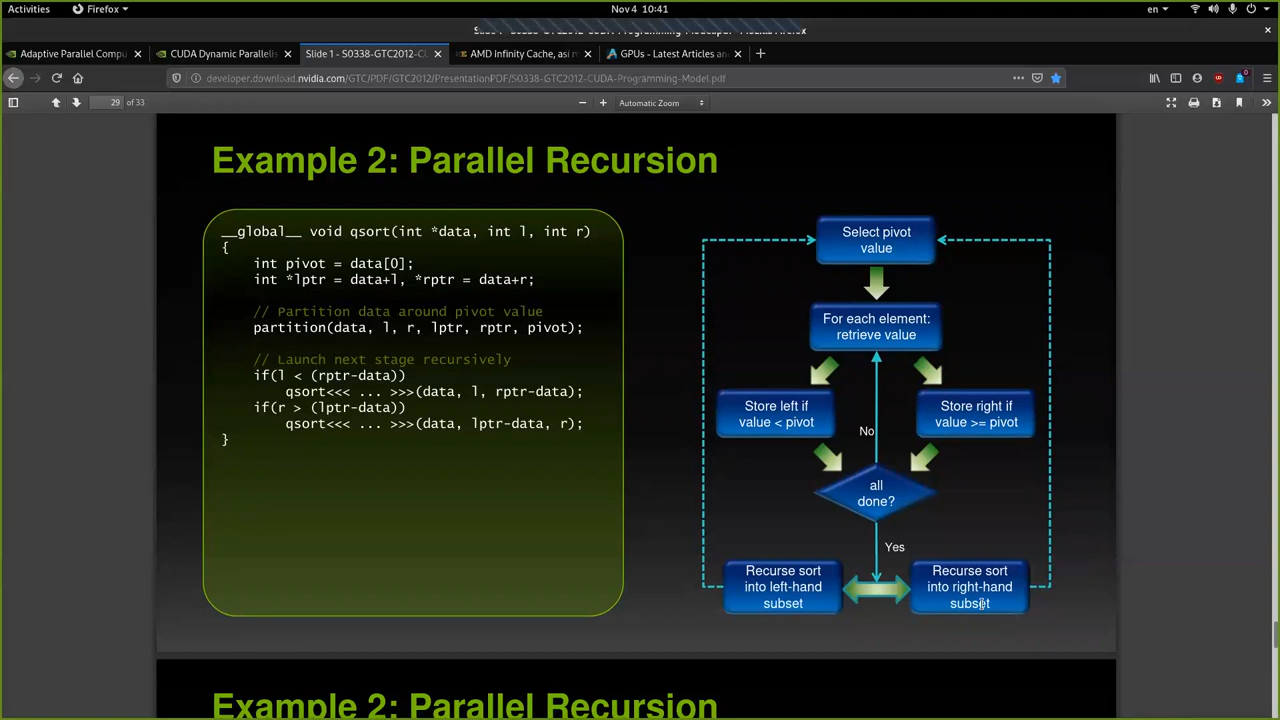 Activities
Firefox
Nov 4 10:41
en
Adaptive Parallel Compu
CUDA Dynamic Parallelis
Slide 1 - S0338-GTC2012-C
AMD Infinity Cache, así m
GPUs - Latest Articles and
developer.download.nvidia.com/GTC/PDF/GTC2012/PresentationPDF/S0338-GTC2012-CUDA-Programming-Model.pdf
29 of 33
Automatic Zoom
Example 2: Parallel Recursion
__global__ void qsort(int *data, int l, int r)
{
int pivot = data[0];
int *lptr = data+l, *rptr = data+r;
// Partition data around pivot value
partition(data, l, r, lptr, rptr, pivot);
// Launch next stage recursively
if(l < (rptr-data))
qsort<<< ... >>>(data, l, rptr-data);
if(r > (lptr-data))
qsort<<< ... >>>(data, lptr-data, r);
}
Select pivot
value
For each element:
retrieve value
Store left if
value < pivot
Store right if
value >= pivot
No
all
done?
Yes
Recurse sort
into left-hand
subset
Recurse sort
into right-hand
subset
Example 2: Parallel Recursion